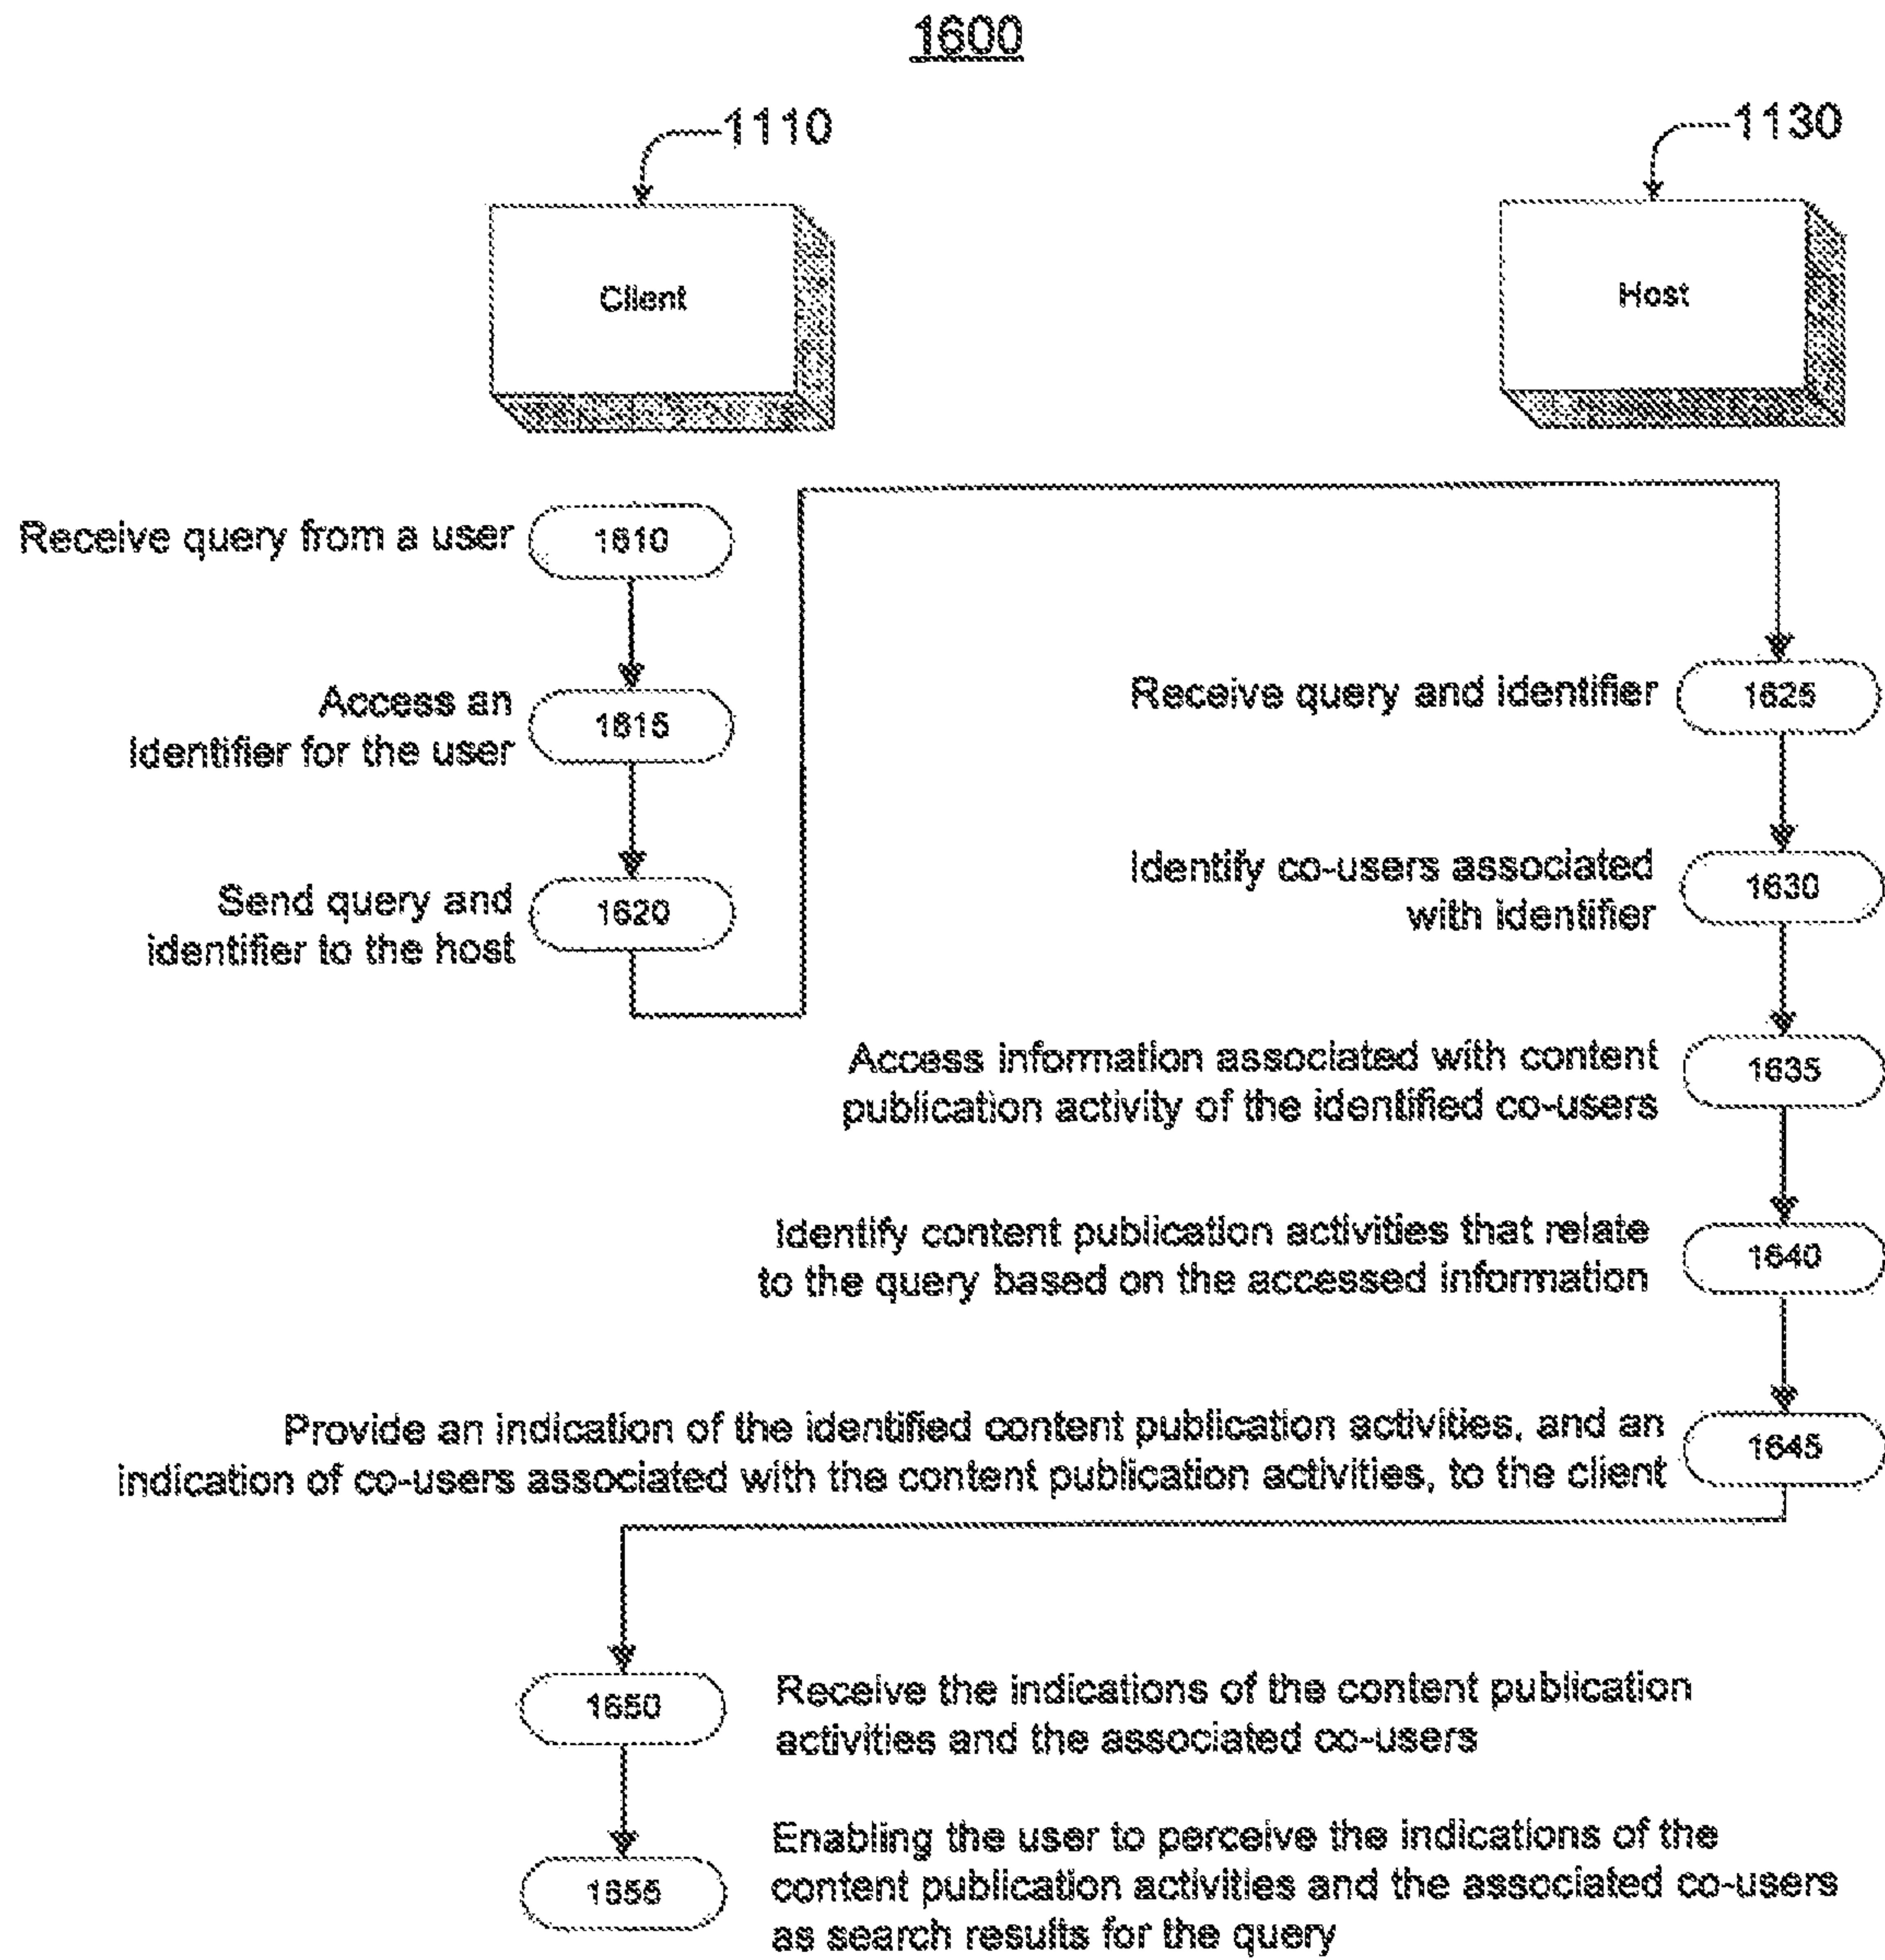 1600
1110
1130
Client
Host
Receive query from a user
1610
Access an
identifier for the user
1615
Send query and
identifier to the host
1620
Receive query and identifier
1625
Identify co-users associated
with identifier
1630
Access information associated with content
publication activity of the identified co-users
1635
Identify content publication activities that relate
to the query based on the accessed information
1640
Provide an indication of the identified content publication activities, and an
indication of co-users associated with the content publication activities, to the client
1645
1650
Receive the indications of the content publication
activities and the associated co-users
1655
Enabling the user to perceive the indications of the
content publication activities and the associated co-users
as search results for the query